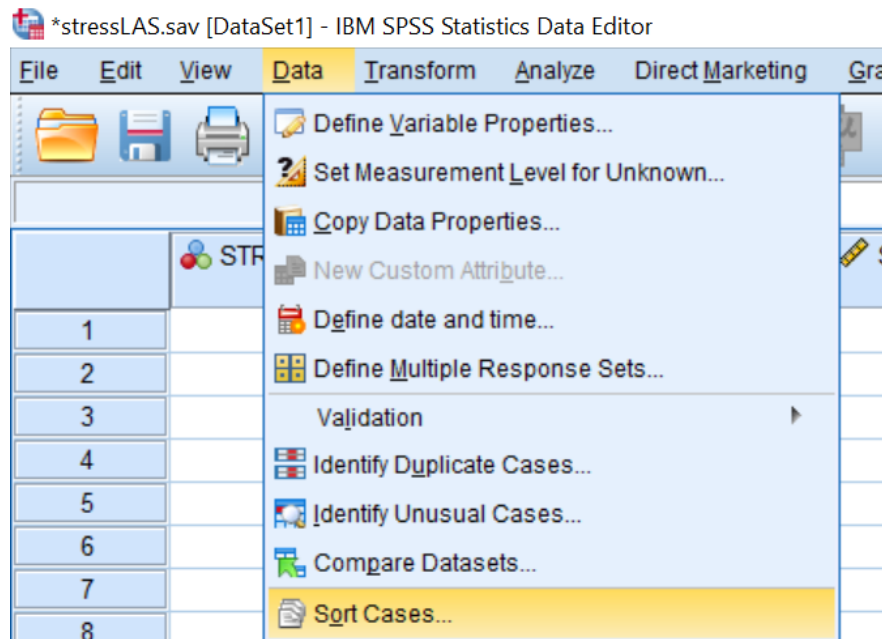 *stressLAS.sav [DataSet1] - IBM SPSS Statistics Data Editor
File Edit View Data Transform Analyze Direct Marketing Gra
Define Variable Properties...
Set Measurement Level for Unknown...
Copy Data Properties...
STR
New Custom Attribute...
1 Define date and time...
2 Define Multiple Response Sets...
3 Validation
4 Identify Duplicate Cases...
5 Identify Unusual Cases...
6 Compare Datasets...
7
8 Sort Cases...